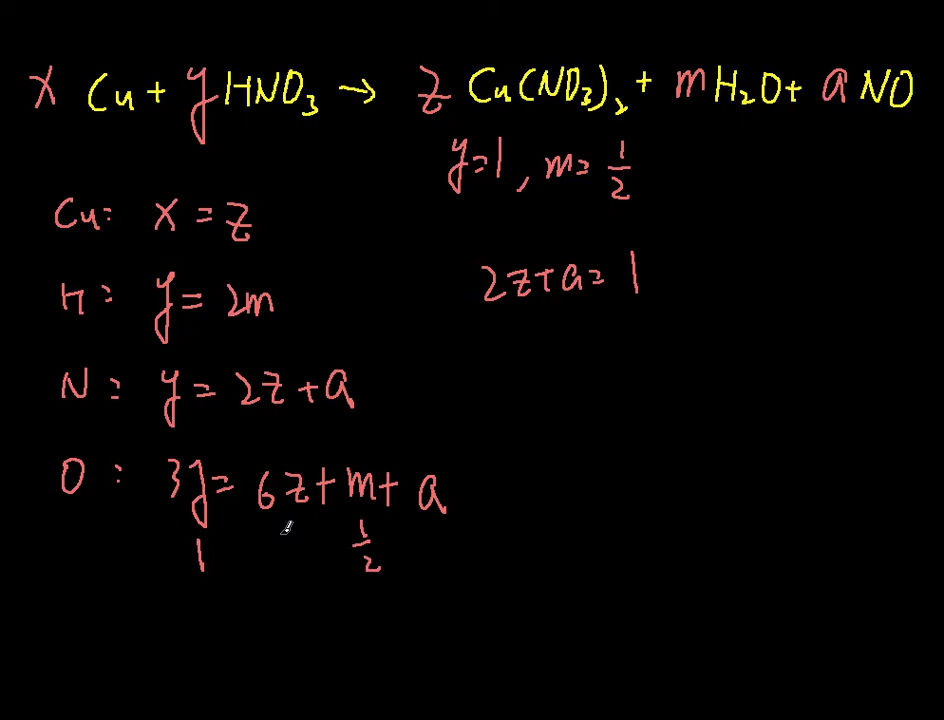 x Cu + y HNO₃ → z Cu(NO₃)₂ + m H₂O + a NO
y=1, m=1/2
Cu: x = z
H: y = 2m
2z+a=1
N: y = 2z+a
O: 3y = 6z+m+a
1 1/2